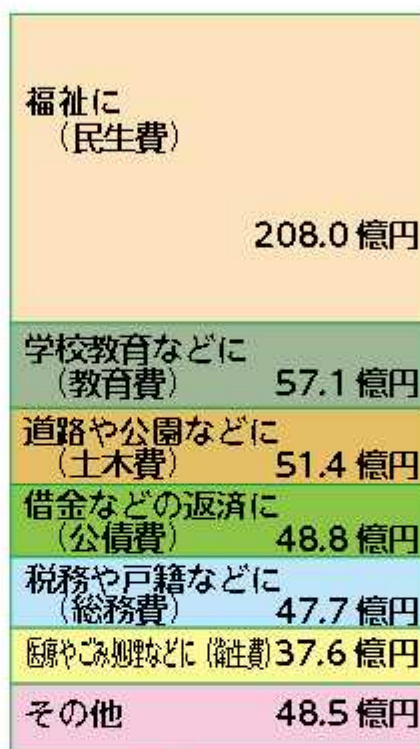 福祉に
(民生費)
208.0 億円
学校教育などに
(教育費) 57.1 億円
道路や公園などに
(土木費) 51.4 億円
借金などの返済に
(公債費) 48.8 億円
税務や戸籍などに
(総務費) 47.7 億円
医療やごみ処理などに (衛生費) 37.6 億円
その他 48.5 億円